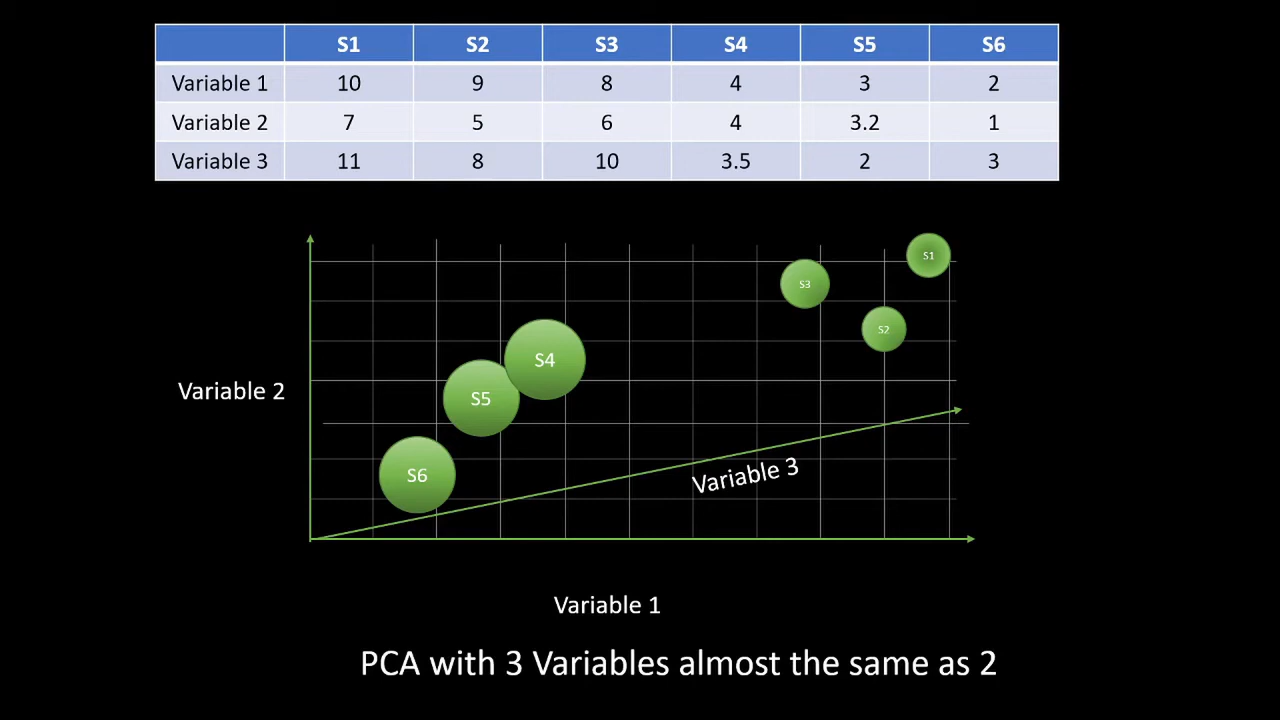 S1 S2 S3 S4 S5 S6
Variable 1 10 9 8 4 3 2
Variable 2 7 5 6 4 3.2 1
Variable 3 11 8 10 3.5 2 3
S1
S3
S2
S4
Variable 2
S5
Variable 3
S6
Variable 1
PCA with 3 Variables almost the same as 2